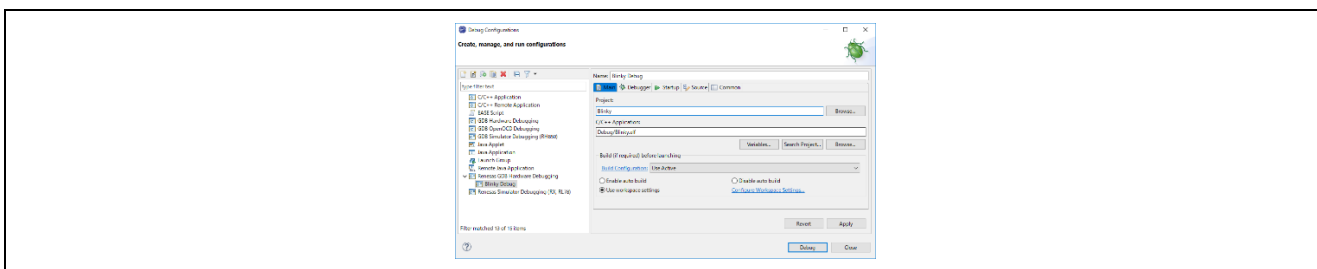 Debug Configurations
Create, manage, and run configurations
type filter text
C/C++ Application
C/C++ Remote Application
EASE Script
GDB Hardware Debugging
GDB OpenOCD Debugging
GDB Simulator Debugging (RH850)
Java Applet
Java Application
Launch Group
Remote Java Application
Renesas GDB Hardware Debugging
Blinky Debug
Renesas Simulator Debugging (RX, RL78)
Filter matched 13 of 15 items
Name: Blinky Debug
Main Debugger Startup Source Common
Project:
Blinky Browse...
C/C++ Application:
Debug/Blinky.elf
Variables... Search Project... Browse...
Build (if required) before launching
Build Configuration: Use Active
Enable auto build Disable auto build
Use workspace settings Configure Workspace Settings...
Revert Apply
Debug Close